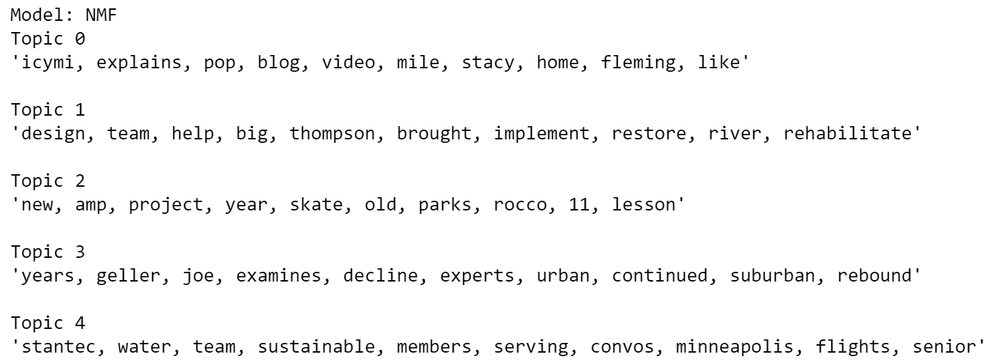 Model: NMF
Topic 0
'icymi, explains, pop, blog, video, mile, stacy, home, fleming, like'
Topic 1
'design, team, help, big, thompson, brought, implement, restore, river, rehabilitate'
Topic 2
'new, amp, project, year, skate, old, parks, rocco, 11, lesson'
Topic 3
'years, geller, joe, examines, decline, experts, urban, continued, suburban, rebound'
Topic 4
'stantec, water, team, sustainable, members, serving, convos, minneapolis, flights, senior'